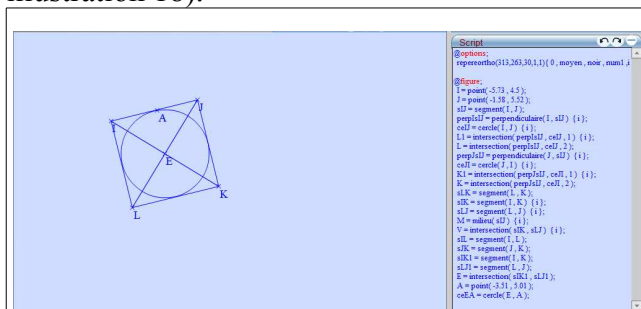 Script
@options;
repereortho(313,263,30,1,1){ 0 , moyen , noir , num1 ,i
@figure;
I = point( -5.73 , 4.5 );
J = point( -1.58 , 5.52 );
sIJ = segment( I , J );
perpIsIJ = perpendiculaire( I , sIJ ) { i };
ceIJ = cercle( I , J ) { i };
L1 = intersection( perpIsIJ , ceIJ , 1 ) { i };
L = intersection( perpIsIJ , ceIJ , 2 );
perpJsIJ = perpendiculaire( J , sIJ ) { i };
ceJI = cercle( J , I ) { i };
K1 = intersection( perpJsIJ , ceJI , 1 ) { i };
K = intersection( perpJsIJ , ceJI , 2 );
sLK = segment( L , K );
sIK = segment( I , K ) { i };
sLJ = segment( L , J ) { i };
M = milieu( sIJ ) { i };
V = intersection( sIK , sLJ ) { i };
sIL = segment( I , L );
sJK = segment( J , K );
sIK1 = segment( I , K );
sLJ1 = segment( L , J );
E = intersection( sIK1 , sLJ1 );
A = point( -3.51 , 5.01 );
ceEA = cercle( E , A );
J
A
I
E
K
L